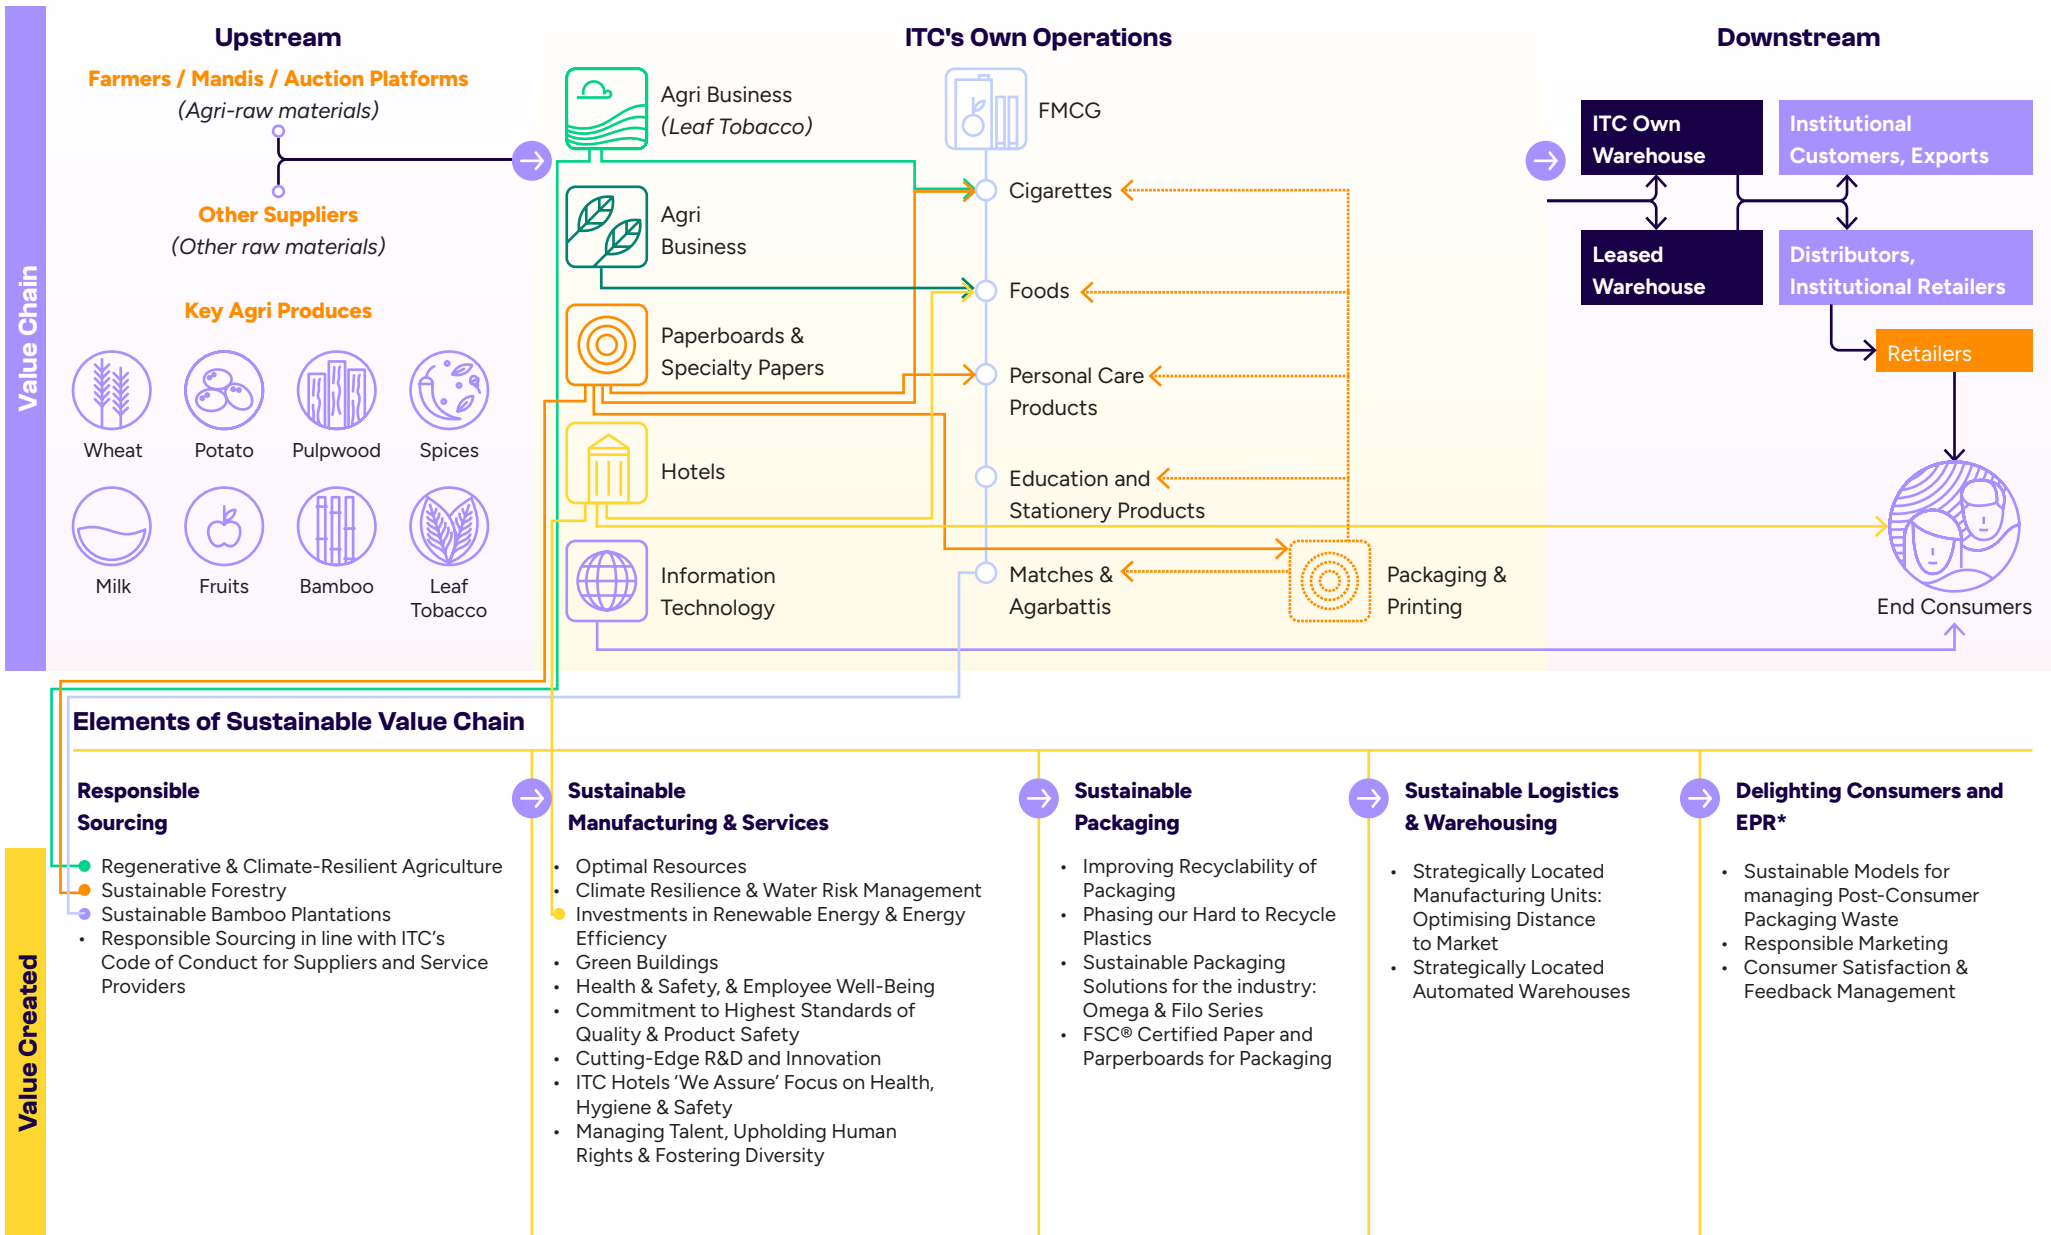 Value Chain
Upstream
Farmers / Mandis / Auction Platforms
(Agri-raw materials)
Other Suppliers
(Other raw materials)
Key Agri Produces
Wheat
Potato
Pulpwood
Spices
Milk
Fruits
Bamboo
Leaf
Tobacco
ITC's Own Operations
Agri Business
(Leaf Tobacco)
Agri
Business
Paperboards &
Specialty Papers
Hotels
Information
Technology
FMCG
Cigarettes
Foods
Personal Care
Products
Education and
Stationery Products
Matches &
Agarbattis
Packaging &
Printing
Downstream
ITC Own
Warehouse
Institutional
Customers, Exports
Leased
Warehouse
Distributors,
Institutional Retailers
Retailers
End Consumers
Elements of Sustainable Value Chain
Value Created
Responsible
Sourcing
Regenerative & Climate-Resilient Agriculture
Sustainable Forestry
Sustainable Bamboo Plantations
• Responsible Sourcing in line with ITC’s
Code of Conduct for Suppliers and Service
Providers
Sustainable
Manufacturing & Services
• Optimal Resources
• Climate Resilience & Water Risk Management
Investments in Renewable Energy & Energy
Efficiency
• Green Buildings
• Health & Safety, & Employee Well-Being
• Commitment to Highest Standards of
Quality & Product Safety
• Cutting-Edge R&D and Innovation
• ITC Hotels ‘We Assure’ Focus on Health,
Hygiene & Safety
• Managing Talent, Upholding Human
Rights & Fostering Diversity
Sustainable
Packaging
• Improving Recyclability of
Packaging
• Phasing our Hard to Recycle
Plastics
• Sustainable Packaging
Solutions for the industry:
Omega & Filo Series
• FSC® Certified Paper and
Parperboards for Packaging
Sustainable Logistics
& Warehousing
• Strategically Located
Manufacturing Units:
Optimising Distance
to Market
• Strategically Located
Automated Warehouses
Delighting Consumers and
EPR*
• Sustainable Models for
managing Post-Consumer
Packaging Waste
• Responsible Marketing
• Consumer Satisfaction &
Feedback Management